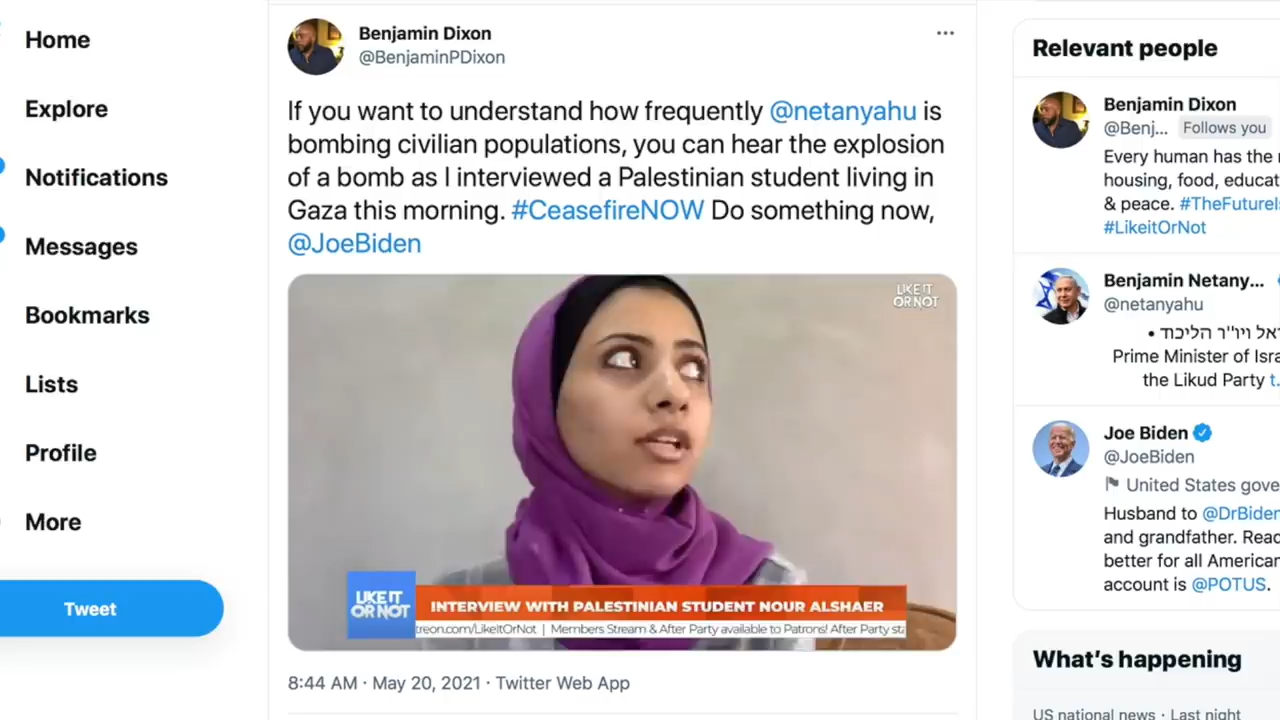 Home
Explore
Notifications
Messages
Bookmarks
Lists
Profile
More
Tweet
Benjamin Dixon
@BenjaminPDixon
If you want to understand how frequently @netanyahu is
bombing civilian populations, you can hear the explosion
of a bomb as I interviewed a Palestinian student living in
Gaza this morning. #CeasefireNOW Do something now,
@JoeBiden
LIKE IT
OR NOT
LIKE IT
OR NOT
INTERVIEW WITH PALESTINIAN STUDENT NOUR ALSHAER
treon.com/LikeItOrNot | Members Stream & After Party available to Patrons! After Party sta
8:44 AM · May 20, 2021 · Twitter Web App
Relevant people
Benjamin Dixon
@Benj... Follows you
Every human has the r
housing, food, educat
& peace. #TheFutureIs
#LikeitOrNot
Benjamin Netany...
@netanyahu
• ראל ויו"ר הליכוד
Prime Minister of Isra
the Likud Party t.
Joe Biden
@JoeBiden
United States gove
Husband to @DrBiden
and grandfather. Read
better for all American
account is @POTUS.
What's happening
US national news · Last night